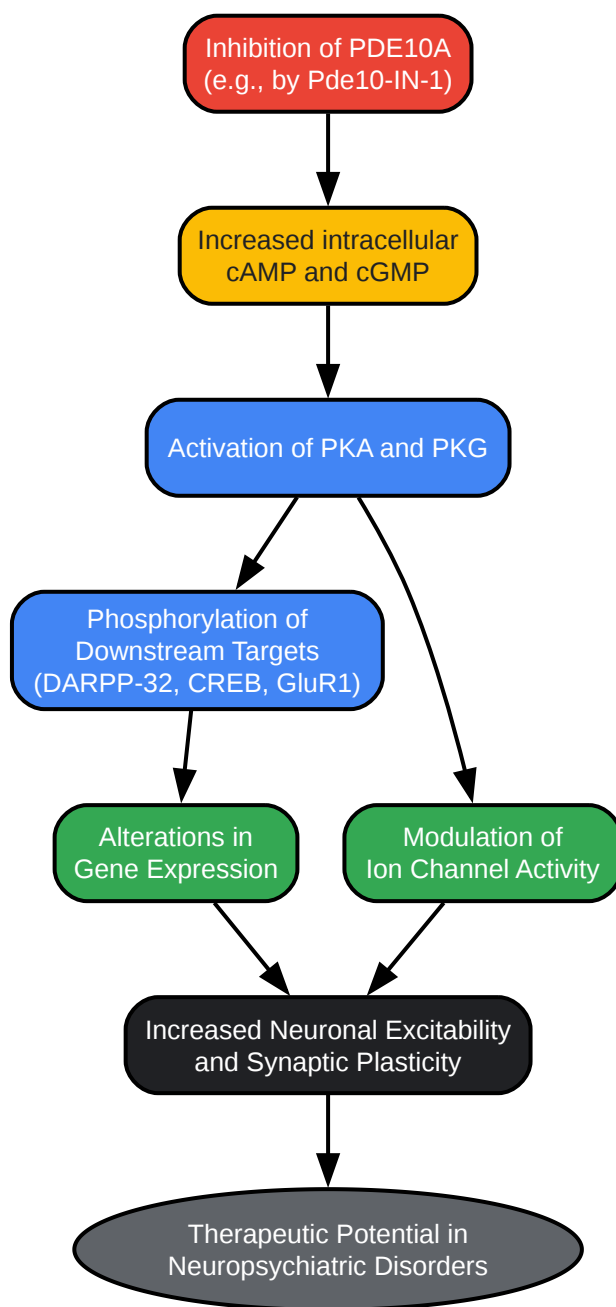 Inhibition of PDE10A
(e.g., by Pde10-IN-1)
Increased intracellular
cAMP and cGMP
Activation of PKA and PKG
Phosphorylation of
Downstream Targets
(DARPP-32, CREB, GluR1)
Alterations in
Gene Expression
Modulation of
Ion Channel Activity
Increased Neuronal Excitability
and Synaptic Plasticity
Therapeutic Potential in
Neuropsychiatric Disorders